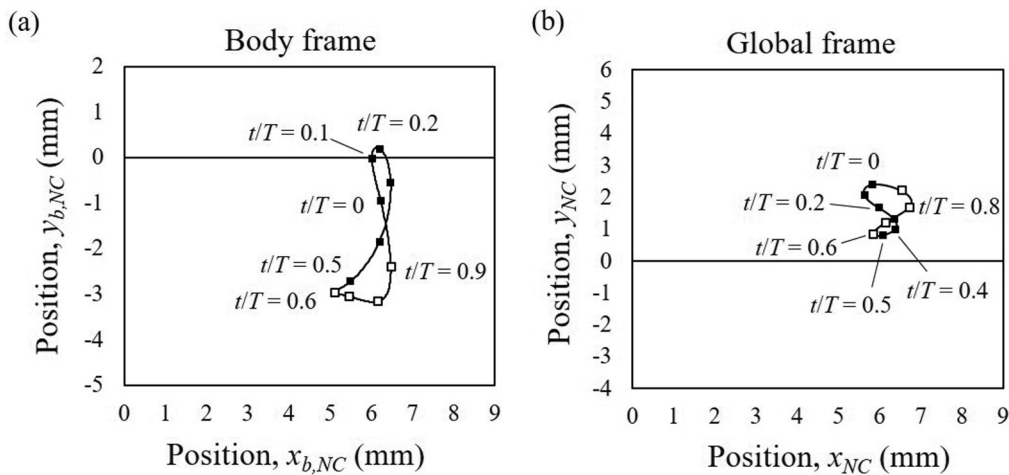 (a)
Body frame
Position, y_b,NC (mm)
2
1
0
-1
-2
-3
-4
-5
t/T = 0.1
t/T = 0.2
t/T = 0
t/T = 0.5
t/T = 0.6
t/T = 0.9
0 1 2 3 4 5 6 7 8 9
Position, x_b,NC (mm)
(b)
Global frame
Position, y_NC (mm)
6
5
4
3
2
1
0
-1
-2
-3
-4
t/T = 0
t/T = 0.2
t/T = 0.8
t/T = 0.6
t/T = 0.5
t/T = 0.4
0 1 2 3 4 5 6 7 8 9
Position, x_NC (mm)